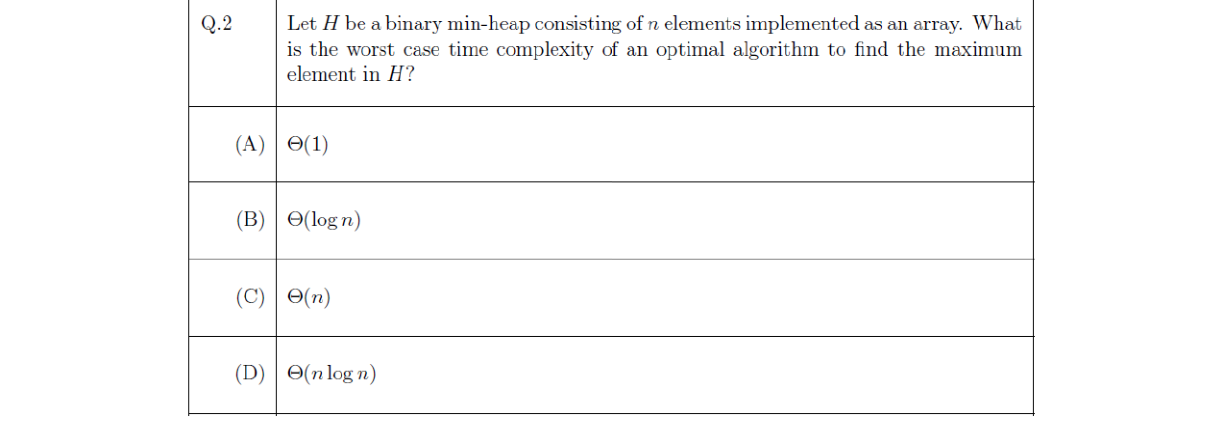 Q.2 Let H be a binary min-heap consisting of n elements implemented as an array. What
is the worst case time complexity of an optimal algorithm to find the maximum
element in H?
(A) Θ(1)
(B) Θ(log n)
(C) Θ(n)
(D) Θ(n log n)